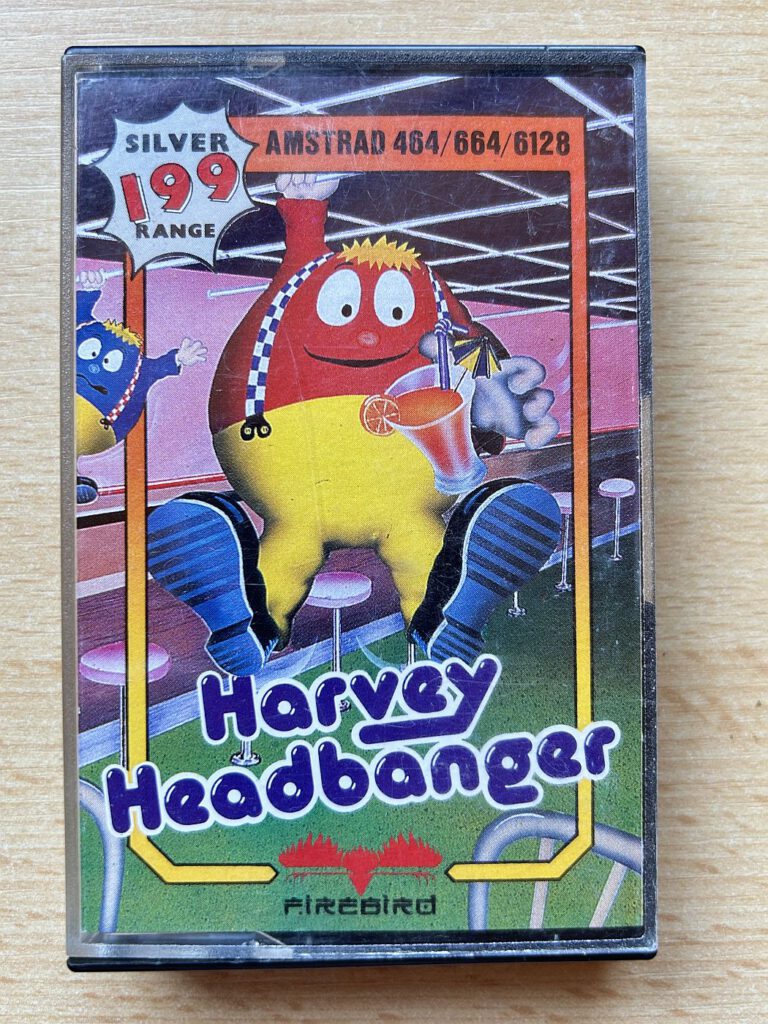 SILVER
199
RANGE
AMSTRAD 464/664/6128
Harvey
Headbanger
FIREBIRD